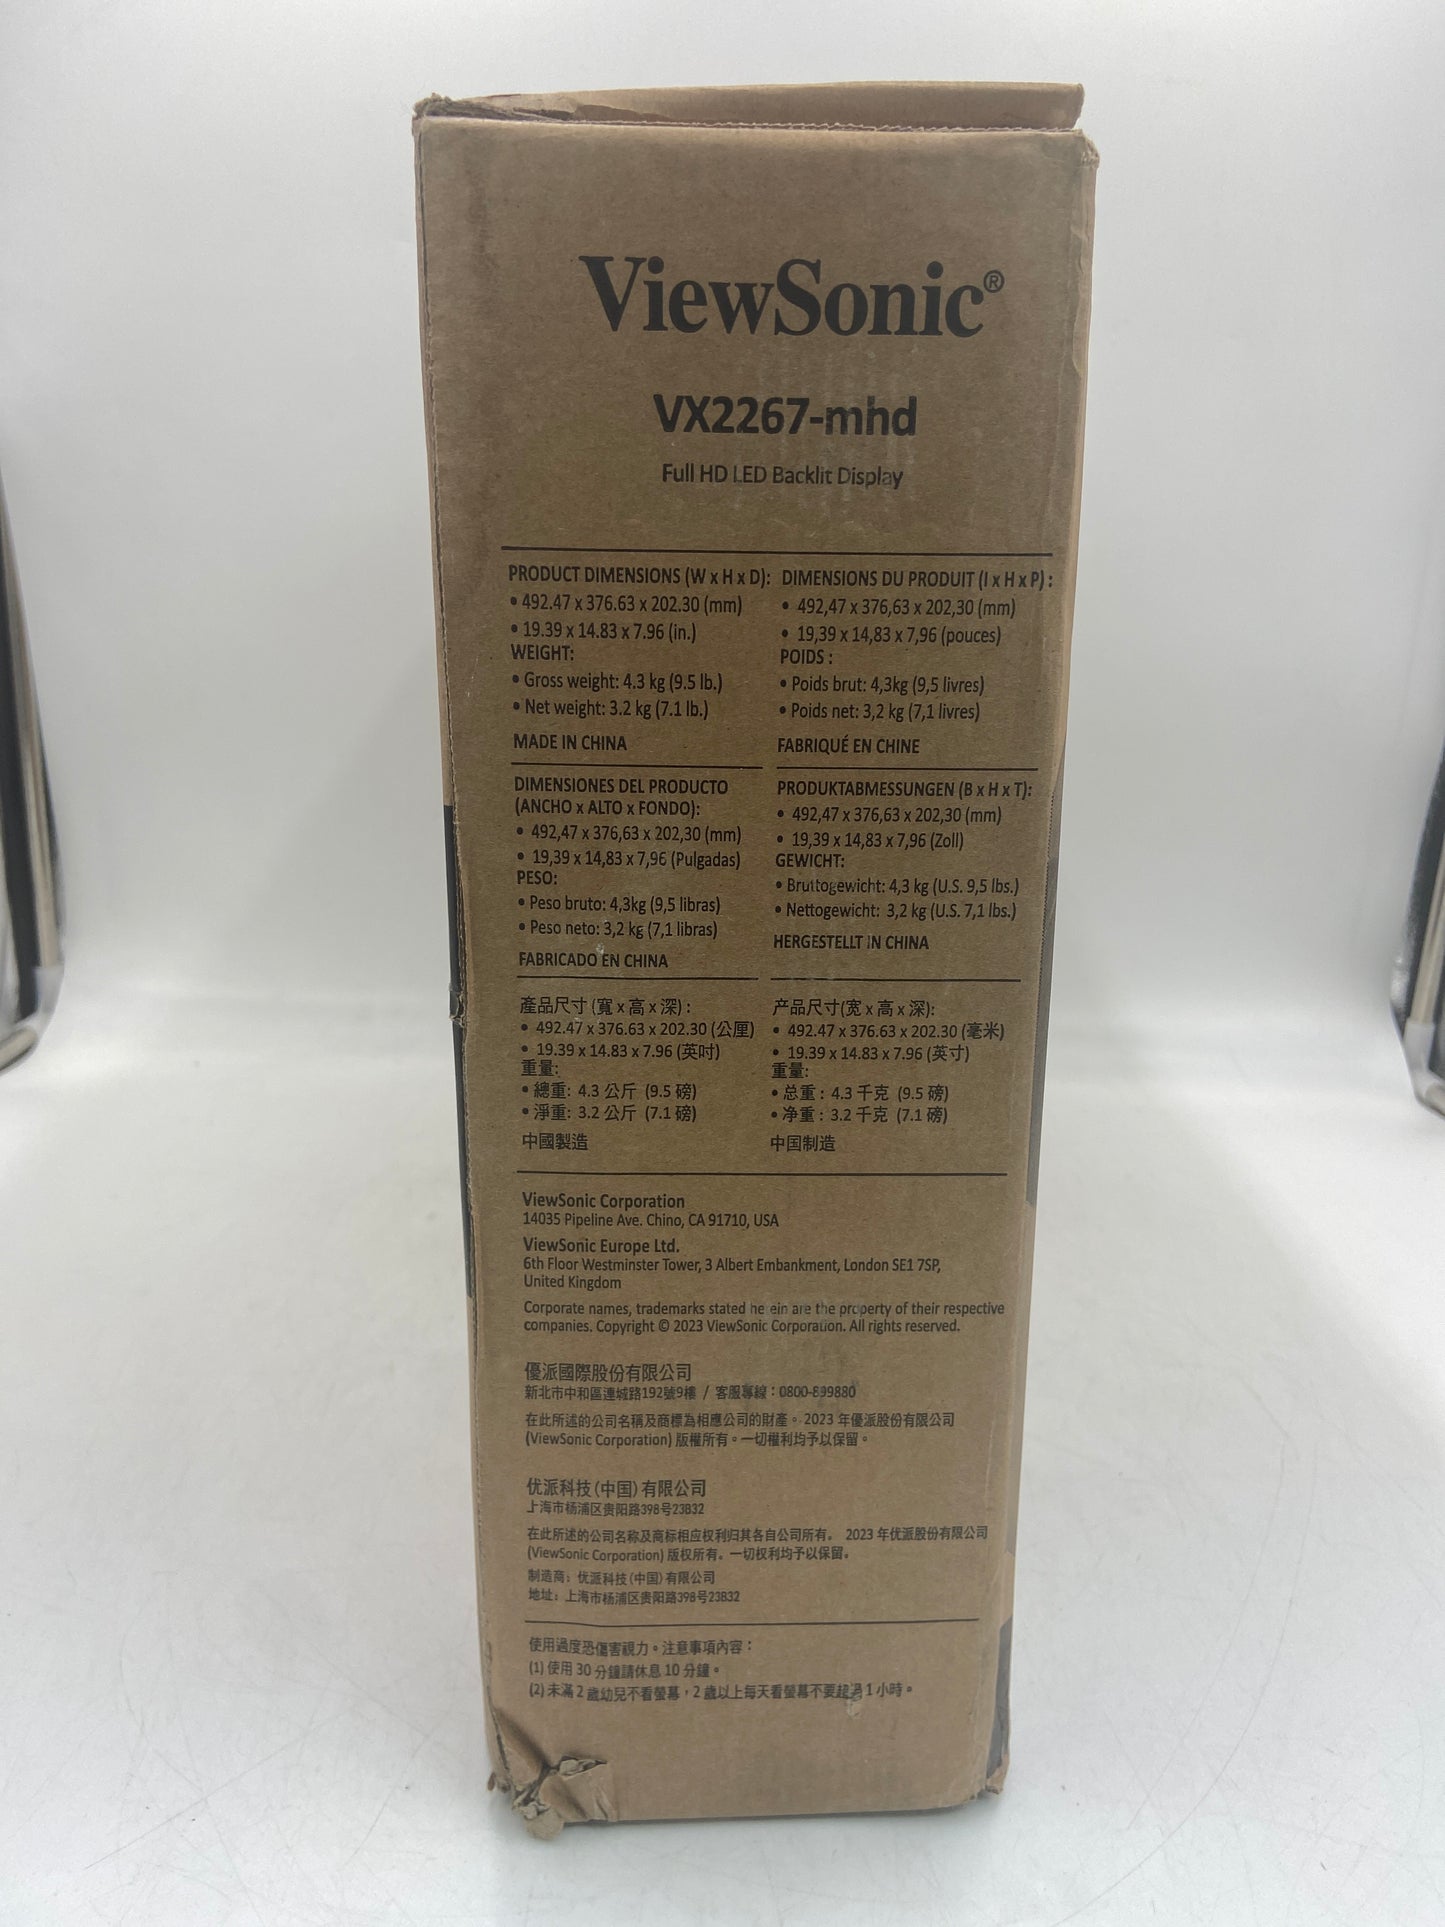 ViewSonic®
VX2267-mhd
Full HD LED Backlit Display
PRODUCT DIMENSIONS (W x H x D):
• 492.47 x 376.63 x 202.30 (mm)
• 19.39 x 14.83 x 7.96 (in.)
WEIGHT:
• Gross weight: 4.3 kg (9.5 lb.)
• Net weight: 3.2 kg (7.1 lb.)
MADE IN CHINA
DIMENSIONS DU PRODUIT (l x H x P) :
• 492,47 x 376,63 x 202,30 (mm)
• 19,39 x 14,83 x 7,96 (pouces)
POIDS :
• Poids brut: 4,3kg (9,5 livres)
• Poids net: 3,2 kg (7,1 livres)
FABRIQUÉ EN CHINE
DIMENSIONES DEL PRODUCTO
(ANCHO x ALTO x FONDO):
• 492,47 x 376,63 x 202,30 (mm)
• 19,39 x 14,83 x 7,96 (Pulgadas)
PESO:
• Peso bruto: 4,3kg (9,5 libras)
• Peso neto: 3,2 kg (7,1 libras)
FABRICADO EN CHINA
PRODUKTABMESSUNGEN (B x H x T):
• 492,47 x 376,63 x 202,30 (mm)
• 19,39 x 14,83 x 7,96 (Zoll)
GEWICHT:
• Bruttogewicht: 4,3 kg (U.S. 9,5 lbs.)
• Nettogewicht: 3,2 kg (U.S. 7,1 lbs.)
HERGESTELLT IN CHINA
產品尺寸 (寬 x 高 x 深) :
• 492.47 x 376.63 x 202.30 (公厘)
• 19.39 x 14.83 x 7.96 (英吋)
重量:
• 總重: 4.3 公斤 (9.5 磅)
• 淨重: 3.2 公斤 (7.1 磅)
中國製造
产品尺寸(宽 x 高 x 深):
• 492.47 x 376.63 x 202.30 (毫米)
• 19.39 x 14.83 x 7.96 (英寸)
重量:
• 总重 : 4.3 千克 (9.5 磅)
• 净重 : 3.2 千克 (7.1 磅)
中国制造
ViewSonic Corporation
14035 Pipeline Ave. Chino, CA 91710, USA
ViewSonic Europe Ltd.
6th Floor Westminster Tower, 3 Albert Embankment, London SE1 7SP,
United Kingdom
Corporate names, trademarks stated herein are the property of their respective
companies. Copyright © 2023 ViewSonic Corporation. All rights reserved.
優派國際股份有限公司
新北市中和區連城路192號9樓 / 客服專線：0800-899880
在此所述的公司名稱及商標為相應公司的財產。2023 年優派股份有限公司
(ViewSonic Corporation) 版權所有。一切權利均予以保留。
优派科技(中国)有限公司
上海市杨浦区贵阳路398号23B32
在此所述的公司名称及商标相应权利归其各自公司所有。 2023 年优派股份有限公司
(ViewSonic Corporation) 版权所有。一切权利均予以保留。
制造商：优派科技(中国)有限公司
地址：上海市杨浦区贵阳路398号23B32
使用過度恐傷害視力。注意事項內容：
(1) 使用 30 分鐘請休息 10 分鐘。
(2) 未滿 2 歲幼兒不看螢幕，2 歲以上每天看螢幕不要超過 1 小時。